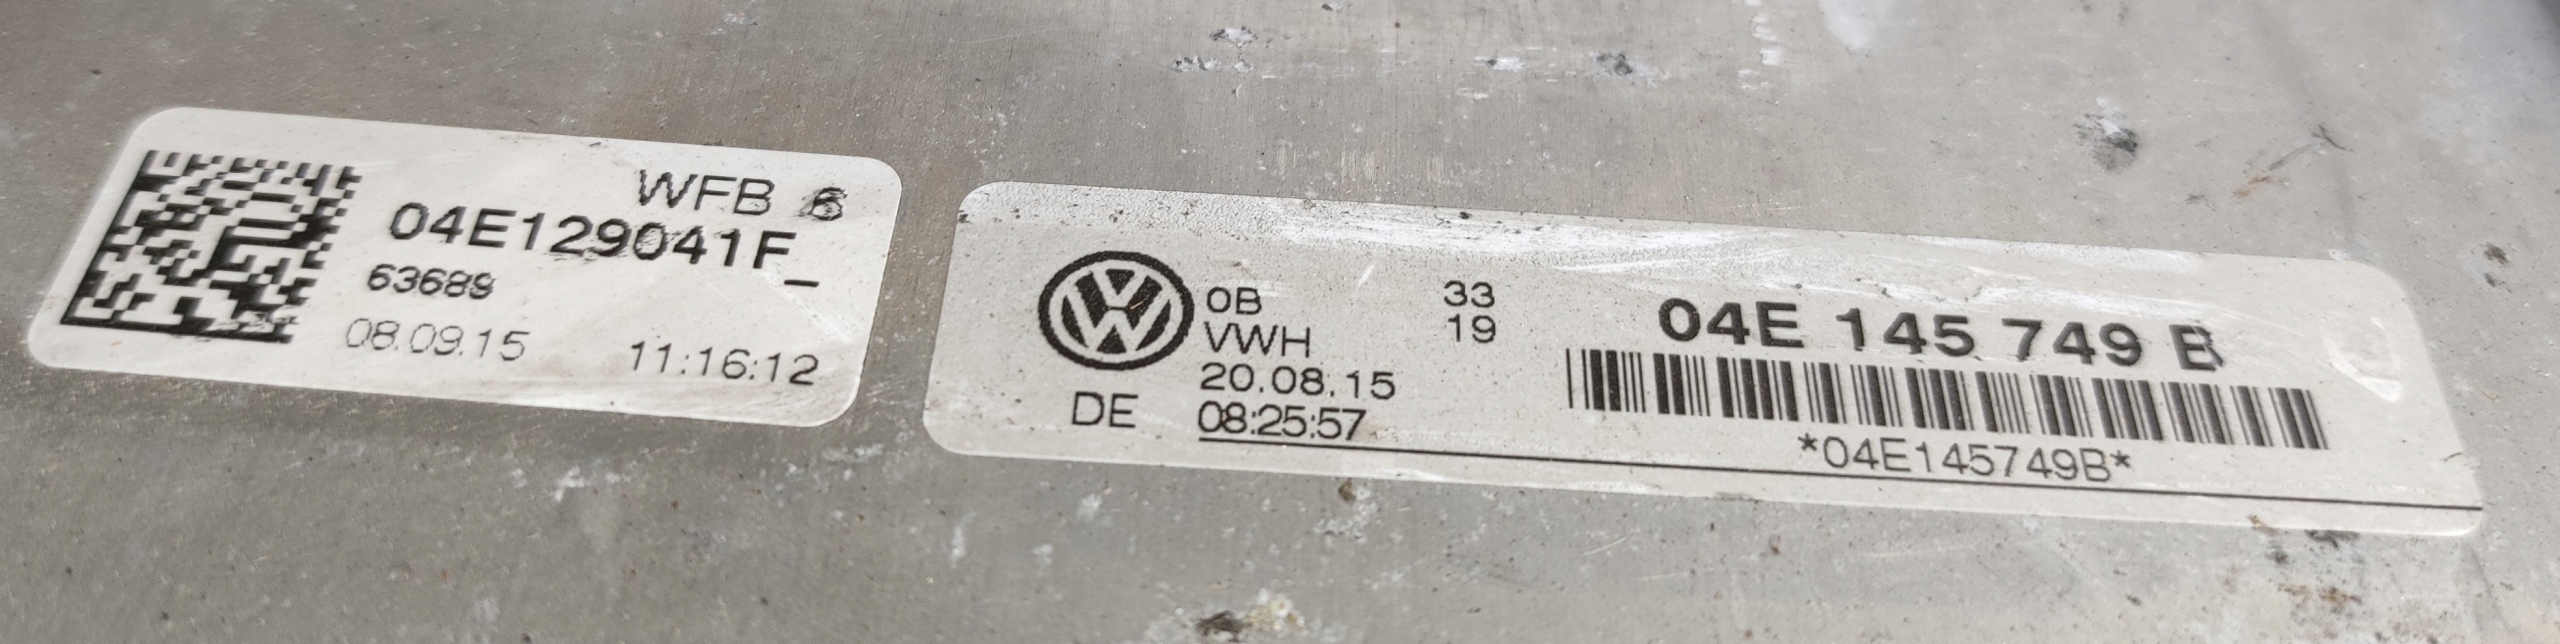 WFB 6
04E129041F_
63689
08.09.15 11:16:12
0B 33
VWH 19
20.08.15
DE 08:25:57
04E 145 749 B
*04E145749B*